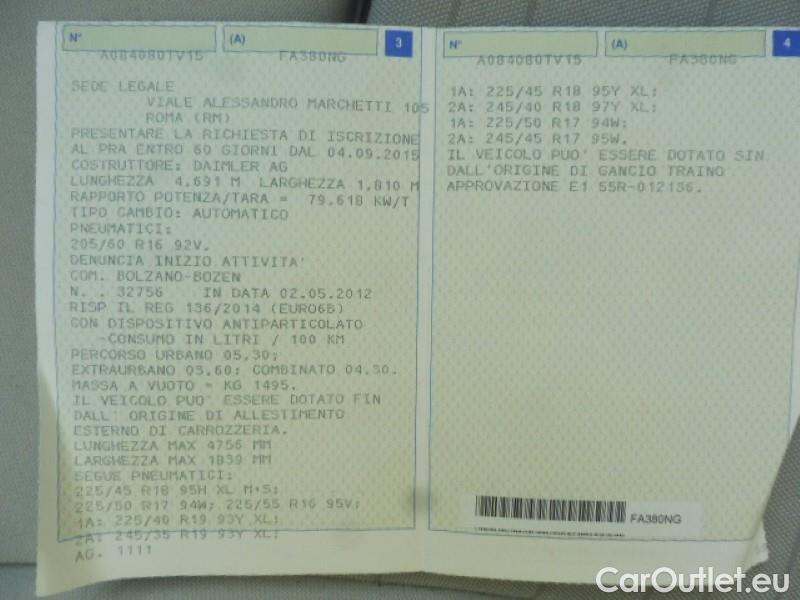 N° (A) 3
A084080TV15 FA380NG
SEDE LEGALE
VIALE ALESSANDRO MARCHETTI 105
ROMA (RM)
PRESENTARE LA RICHIESTA DI ISCRIZIONE
AL PRA ENTRO 60 GIORNI DAL 04.09.2015
COSTRUTTORE: DAIMLER AG
LUNGHEZZA 4,691 M LARGHEZZA 1,810 M
RAPPORTO POTENZA/TARA = 79.618 KW/T
TIPO CAMBIO: AUTOMATICO
PNEUMATICI:
205/60 R16 92V.
DENUNCIA INIZIO ATTIVITA'
COM. BOLZANO-BOZEN
N. . 32756 IN DATA 02.05.2012
RISP IL REG 136/2014 (EURO6B)
CON DISPOSITIVO ANTIPARTICOLATO
-CONSUMO IN LITRI / 100 KM
PERCORSO URBANO 05.30;
EXTRAURBANO 03.60; COMBINATO 04.30.
MASSA A VUOTO = KG 1495.
IL VEICOLO PUO' ESSERE DOTATO FIN
DALL' ORIGINE DI ALLESTIMENTO
ESTERNO DI CARROZZERIA.
LUNGHEZZA MAX 4756 MM
LARGHEZZA MAX 1839 MM
SEGUE PNEUMATICI:
225/45 R18 95H XL M+S;
225/50 R17 94W; 225/55 R16 95V;
1A: 225/40 R19 93Y XL;
2A: 245/35 R19 93Y XL;
AG. 1111
N° (A) 4
A084080TV15 FA380NG
1A: 225/45 R18 95Y XL;
2A: 245/40 R18 97Y XL;
1A: 225/50 R17 94W;
2A: 245/45 R17 95W.
IL VEICOLO PUO' ESSERE DOTATO SIN
DALL'ORIGINE DI GANCIO TRAINO
APPROVAZIONE E1 55R-012136.
FA380NG
CarOutlet.eu